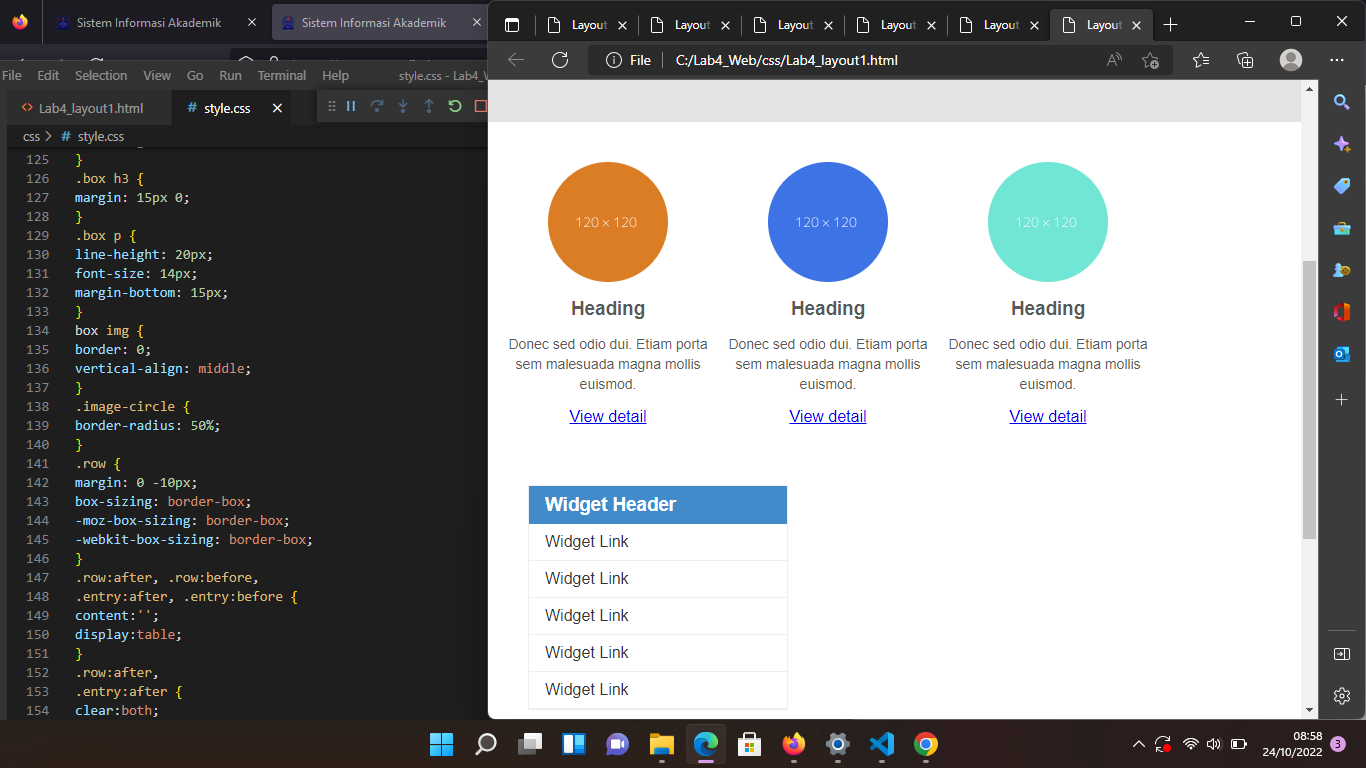 Sistem Informasi Akademik
Sistem Informasi Akademik
File Edit Selection View Go Run Terminal Help style.css - Lab4_W
Lab4_layout1.html
style.css
css > # style.css
125 }
126 .box h3 {
127 margin: 15px 0;
128 }
129 .box p {
130 line-height: 20px;
131 font-size: 14px;
132 margin-bottom: 15px;
133 }
134 box img {
135 border: 0;
136 vertical-align: middle;
137 }
138 .image-circle {
139 border-radius: 50%;
140 }
141 .row {
142 margin: 0 -10px;
143 box-sizing: border-box;
144 -moz-box-sizing: border-box;
145 -webkit-box-sizing: border-box;
146 }
147 .row:after, .row:before,
148 .entry:after, .entry:before {
149 content:'';
150 display:table;
151 }
152 .row:after,
153 .entry:after {
154 clear:both;
Layout
Layout
Layout
Layout
Layout
Layout
File C:/Lab4_Web/css/Lab4_layout1.html
120 × 120
120 × 120
120 × 120
Heading
Heading
Heading
Donec sed odio dui. Etiam porta
sem malesuada magna mollis
euismod.
Donec sed odio dui. Etiam porta
sem malesuada magna mollis
euismod.
Donec sed odio dui. Etiam porta
sem malesuada magna mollis
euismod.
View detail
View detail
View detail
Widget Header
Widget Link
Widget Link
Widget Link
Widget Link
Widget Link
08:58
24/10/2022
3